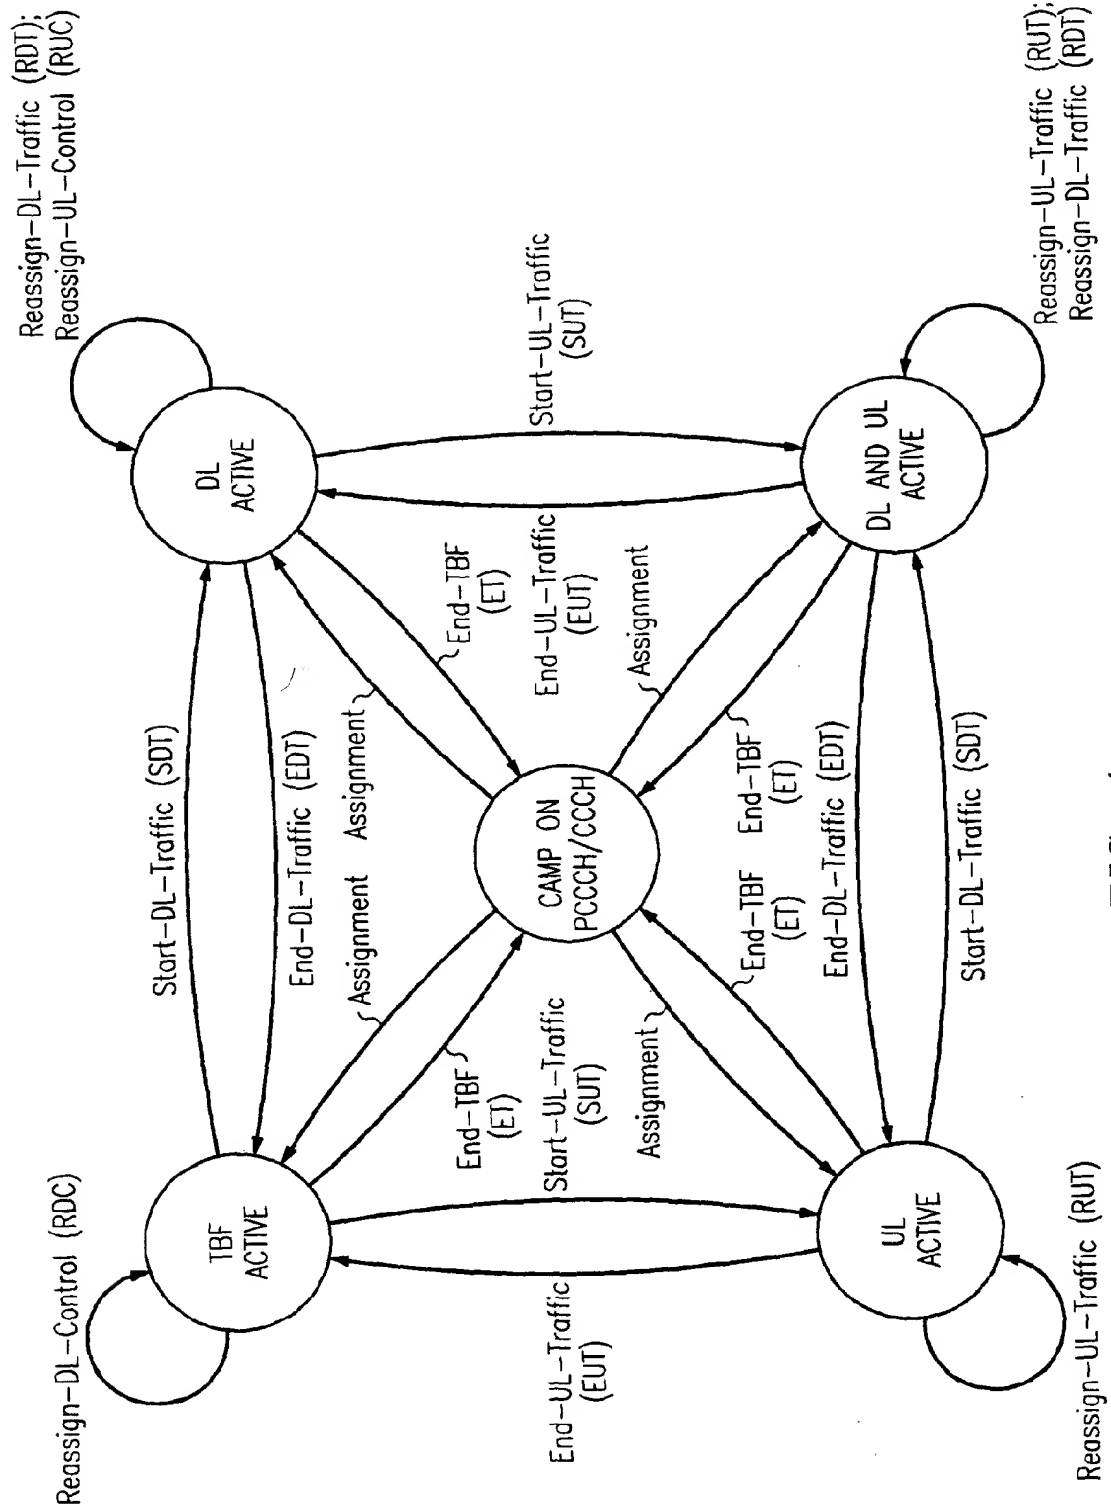 Reassign-DL-Control (RDC)
Reassign-DL-Traffic (RDT);
Reassign-UL-Control (RUC)
Start-DL-Traffic (SDT)
TBF
ACTIVE
DL
ACTIVE
End-DL-Traffic (EDT)
Assignment
Assignment
End-TBF
(ET)
End-TBF
(ET)
End-UL-Traffic
(EUT)
Start-UL-Traffic
(SUT)
CAMP ON
PCCCH/CCCH
End-UL-Traffic
(EUT)
Start-UL-Traffic
(SUT)
Assignment
Assignment
End-TBF
(ET)
End-TBF
(ET)
End-DL-Traffic (EDT)
UL
ACTIVE
DL AND UL
ACTIVE
Start-DL-Traffic (SDT)
Reassign-UL-Traffic (RUT)
Reassign-UL-Traffic (RUT);
Reassign-DL-Traffic (RDT)